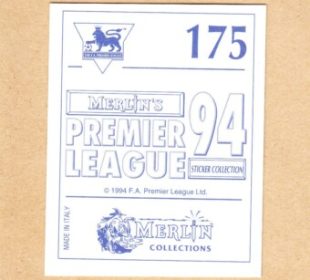 175
MERLIN'S
PREMIER
LEAGUE
94
STICKER COLLECTION
© 1994 F.A. Premier League Ltd.
MADE IN ITALY
MERLIN
COLLECTIONS